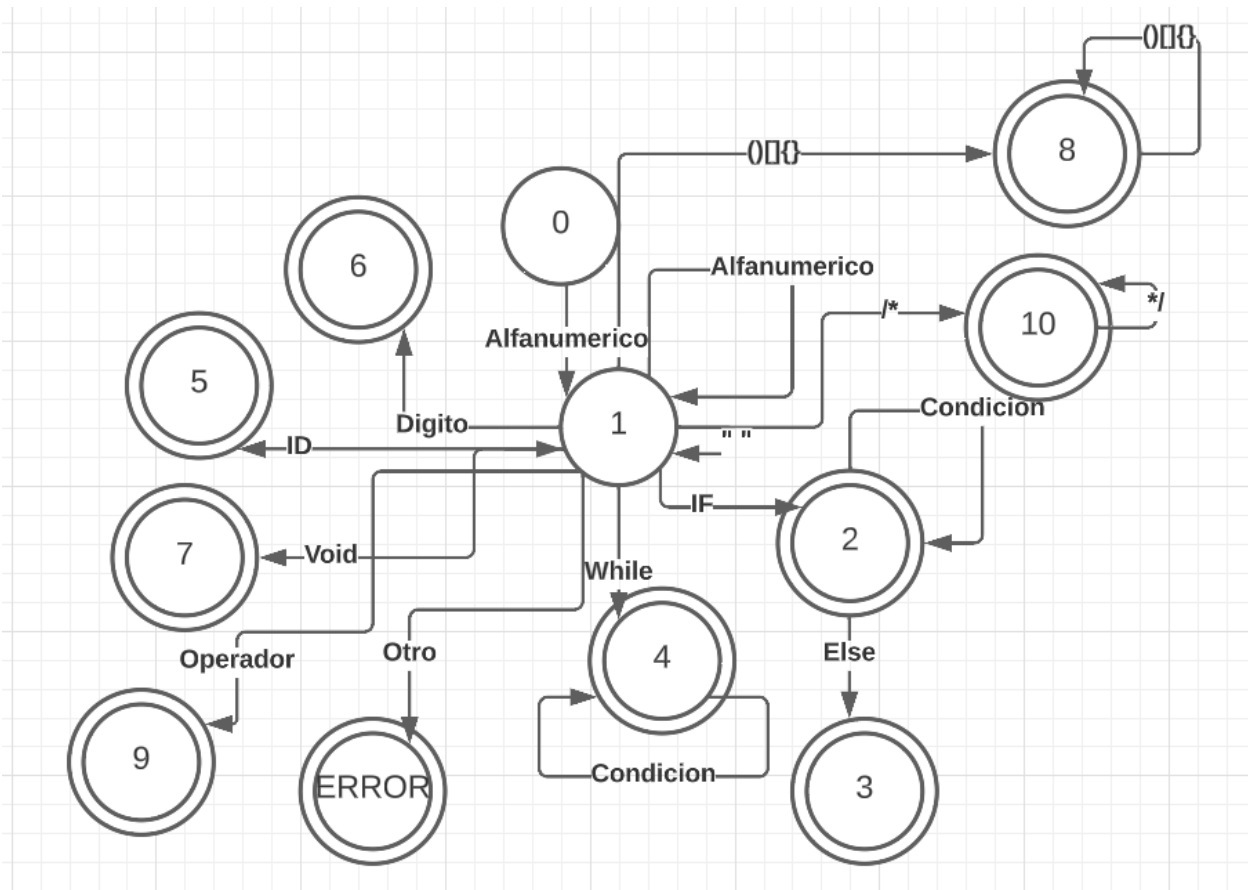 ()[]{}
()[]{}
8
0
6
Alfanumerico
/*
*/
10
Alfanumerico
5
Condicion
Digito
1
" "
ID
IF
2
7
Void
While
Operador
Otro
4
Else
9
ERROR
Condicion
3